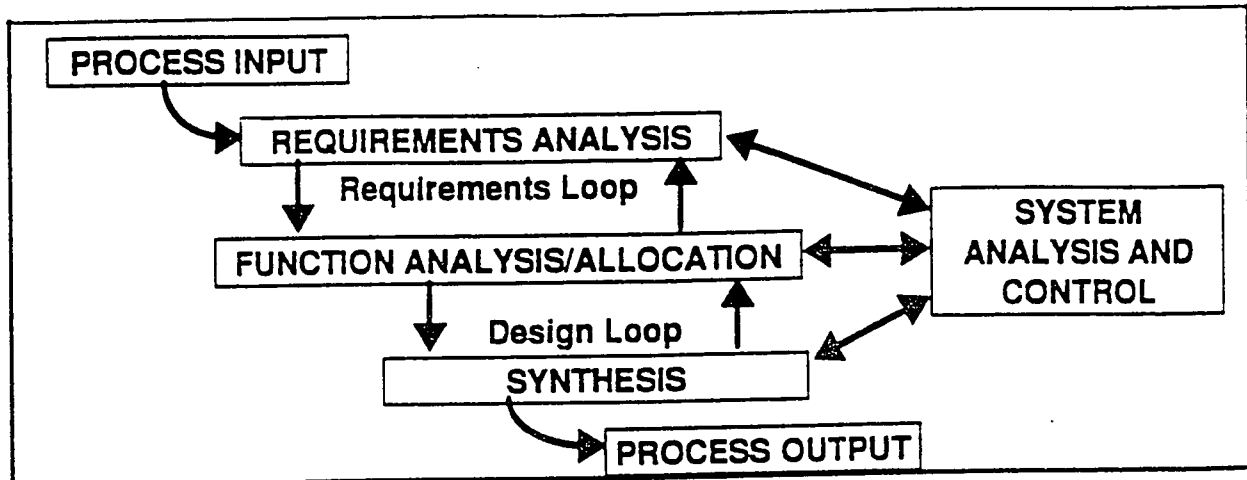 PROCESS INPUT
REQUIREMENTS ANALYSIS
Requirements Loop
FUNCTION ANALYSIS/ALLOCATION
SYSTEM
ANALYSIS AND
CONTROL
Design Loop
SYNTHESIS
PROCESS OUTPUT